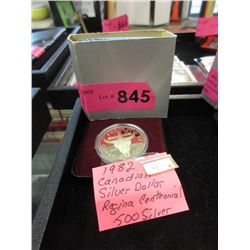 Lot # 845
1982
Canadian
Silver Dollar
Regina Centennial
.500 Silver